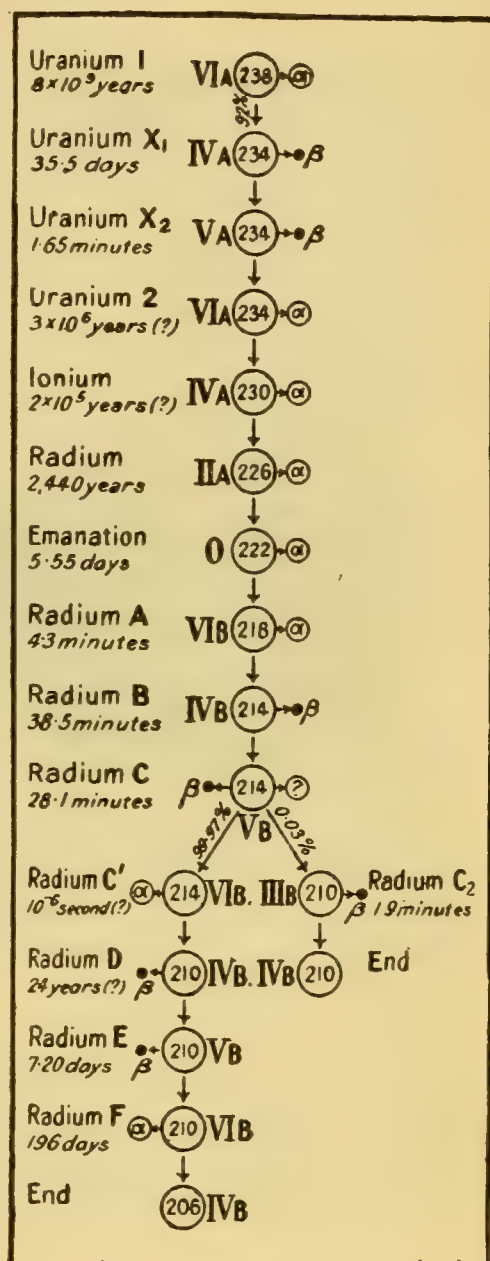 Uranium 1 VIA 238 α
8×10⁹ years 92%
Uranium X₁ IVA 234 β
35·5 days
Uranium X₂ VA 234 β
1·65 minutes
Uranium 2 VIA 234 α
3×10⁶ years (?)
Ionium IVA 230 α
2×10⁵ years (?)
Radium IIA 226 α
2,440 years
Emanation O 222 α
5·55 days
Radium A VIB 218 α
4·3 minutes
Radium B IVB 214 β
38·5 minutes
Radium C β 214 ?
28·1 minutes
VB
99·97% 0·03%
Radium C' α 214 VIB. IIIB 210 Radium C₂
10⁻⁶ second (?) β 1·9 minutes
Radium D 210 IVB. IVB 210 End
24 years (?) β
Radium E 210 VB
7·20 days β
Radium F α 210 VIB
196 days
End 206 IVB